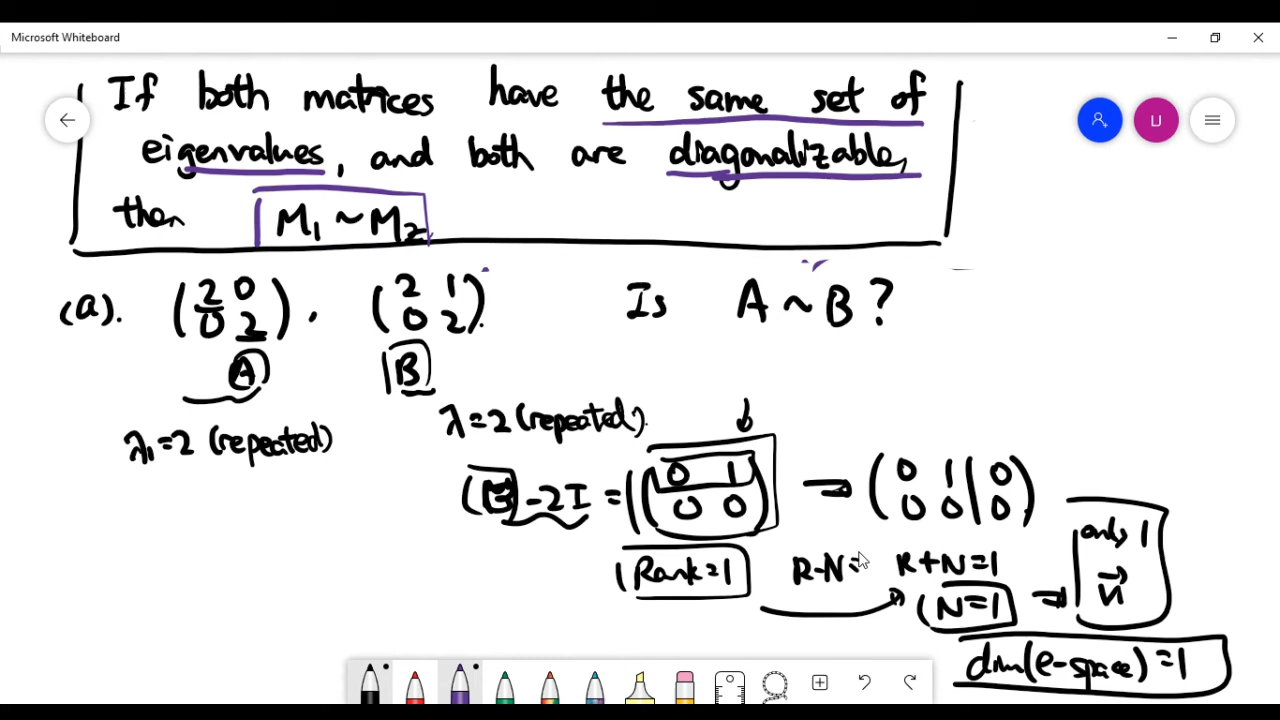 Microsoft Whiteboard
If both matrices have the same set of
eigenvalues, and both are diagonalizable,
then M₁ ~ M₂
(a). (2 0 , (2 1 Is A ~ B ?
0 2) 0 2)
A B
λ₁=2 (repeated) λ=2 (repeated).
(B-2I = (0 1 → (0 1 | 0
0 0) 0 0 | 0)
Rank=1 R-N= R+N=1 only 1
N=1 ⇒
dim(e-space)=1
LJ